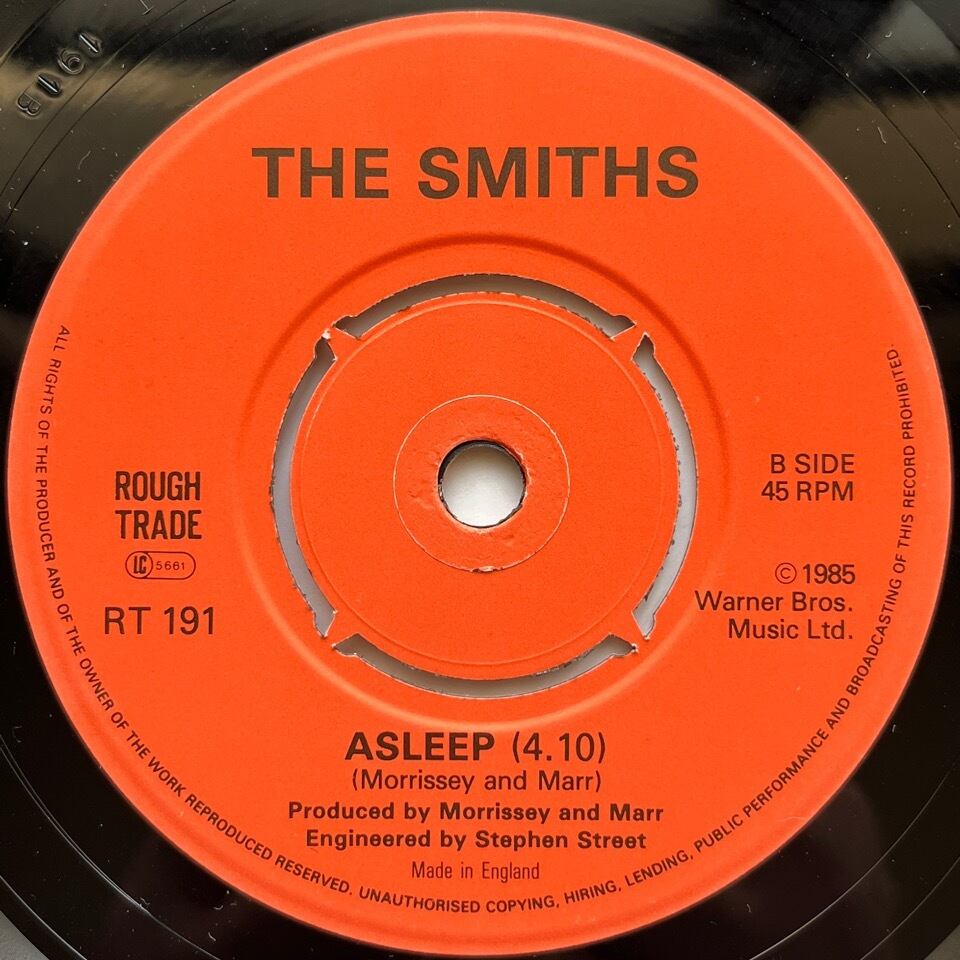 191B
THE SMITHS
ROUGH
TRADE
LC 5661
RT 191
B SIDE
45 RPM
© 1985
Warner Bros.
Music Ltd.
ASLEEP (4.10)
(Morrissey and Marr)
Produced by Morrissey and Marr
Engineered by Stephen Street
Made in England
ALL RIGHTS OF THE PRODUCER AND OF THE OWNER OF THE WORK REPRODUCED RESERVED. UNAUTHORISED COPYING, HIRING, LENDING, PUBLIC PERFORMANCE AND BROADCASTING OF THIS RECORD PROHIBITED.